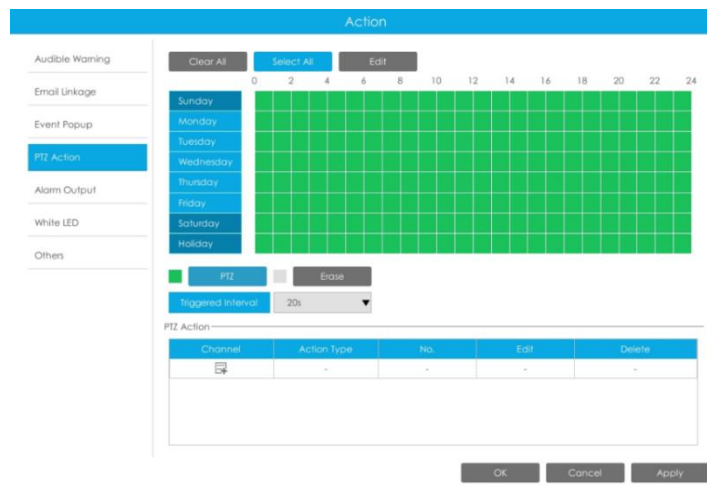 Action
Audible Warning
Email Linkage
Event Popup
PTZ Action
Alarm Output
White LED
Others
Clear All Select All Edit
0 2 4 6 8 10 12 14 16 18 20 22 24
Sunday
Monday
Tuesday
Wednesday
Thursday
Friday
Saturday
Holiday
PTZ Erase
Triggered Interval 20s
PTZ Action
Channel Action Type No. Edit Delete
- - - -
OK Cancel Apply